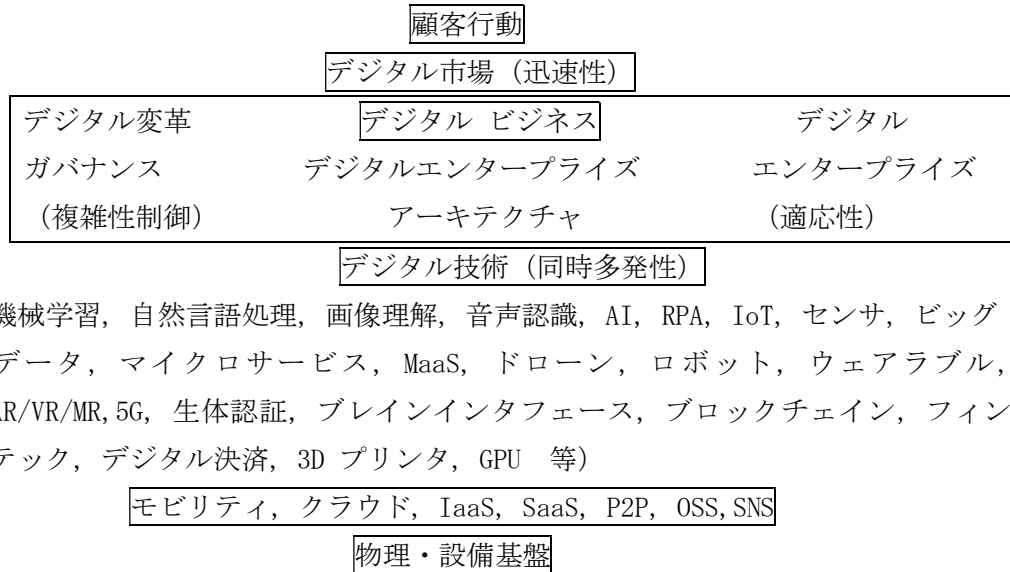 顧客行動
デジタル市場（迅速性）
デジタル変革 デジタル ビジネス デジタル
ガバナンス デジタルエンタープライズ エンタープライズ
（複雑性制御） アーキテクチャ （適応性）
デジタル技術（同時多発性）
機械学習, 自然言語処理, 画像理解, 音声認識, AI, RPA, IoT, センサ, ビッグ
データ, マイクロサービス, MaaS, ドローン, ロボット, ウェアラブル,
AR/VR/MR,5G, 生体認証, ブレインインタフェース, ブロックチェイン, フィン
テック, デジタル決済, 3D プリンタ, GPU 等）
モビリティ, クラウド, IaaS, SaaS, P2P, OSS,SNS
物理・設備基盤